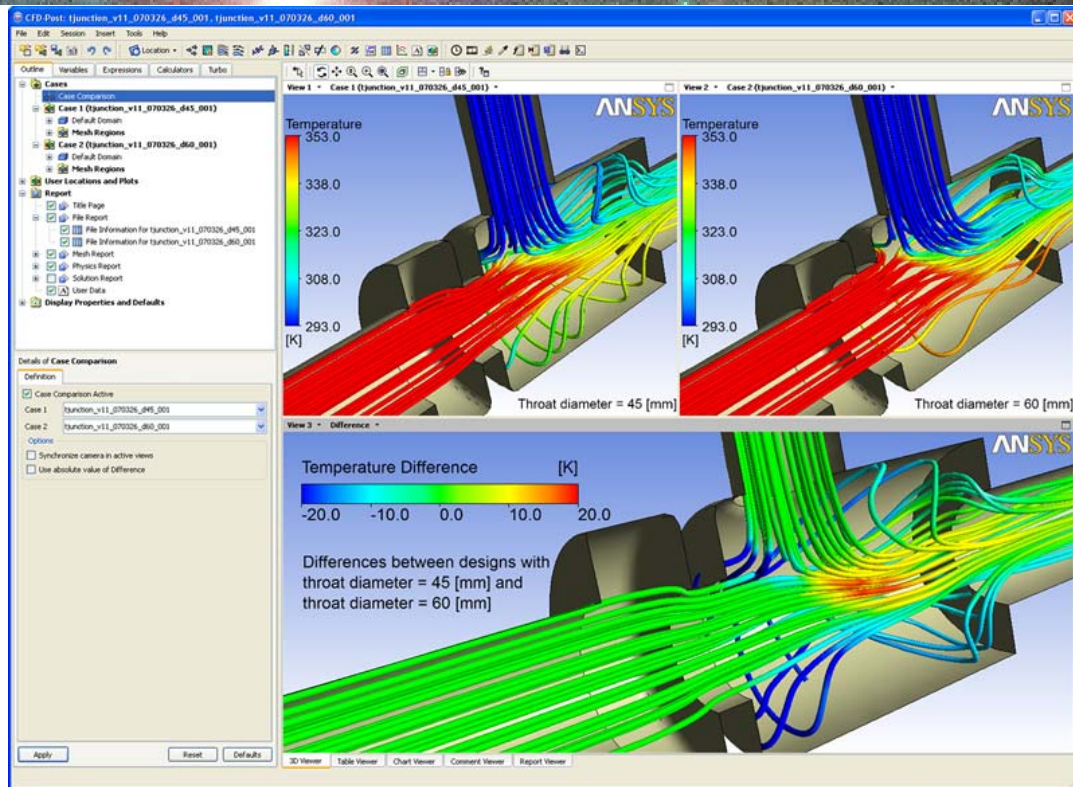 CFD-Post: tjunction_v11_070326_d45_001, tjunction_v11_070326_d60_001
File Edit Session Insert Tools Help
Location
Outline Variables Expressions Calculators Turbo
Cases
Case Comparison
Case 1 (tjunction_v11_070326_d45_001)
Default Domain
Mesh Regions
Case 2 (tjunction_v11_070326_d60_001)
Default Domain
Mesh Regions
User Locations and Plots
Report
Title Page
File Report
File Information for tjunction_v11_070326_d45_001
File Information for tjunction_v11_070326_d60_001
Mesh Report
Physics Report
Solution Report
A User Data
Display Properties and Defaults
Details of Case Comparison
Definition
Case Comparison Active
Case 1 tjunction_v11_070326_d45_001
Case 2 tjunction_v11_070326_d60_001
Options
Synchronize camera in active views
Use absolute value of Difference
Apply Reset Defaults
View 1 Case 1 (tjunction_v11_070326_d45_001)
ANSYS
Temperature
353.0
338.0
323.0
308.0
293.0
[K]
Throat diameter = 45 [mm]
View 2 Case 2 (tjunction_v11_070326_d60_001)
ANSYS
Temperature
353.0
338.0
323.0
308.0
293.0
[K]
Throat diameter = 60 [mm]
View 3 Difference
ANSYS
Temperature Difference [K]
-20.0 -10.0 0.0 10.0 20.0
Differences between designs with
throat diameter = 45 [mm] and
throat diameter = 60 [mm]
3D Viewer Table Viewer Chart Viewer Comment Viewer Report Viewer